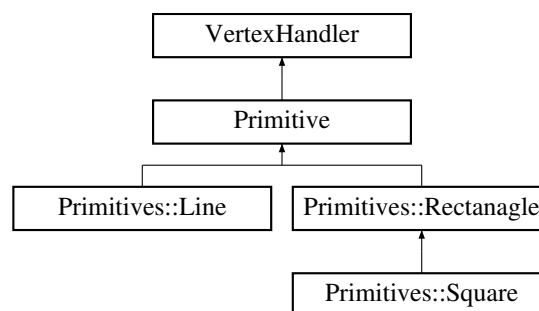 VertexHandler
Primitive
Primitives::Line
Primitives::Rectanagle
Primitives::Square